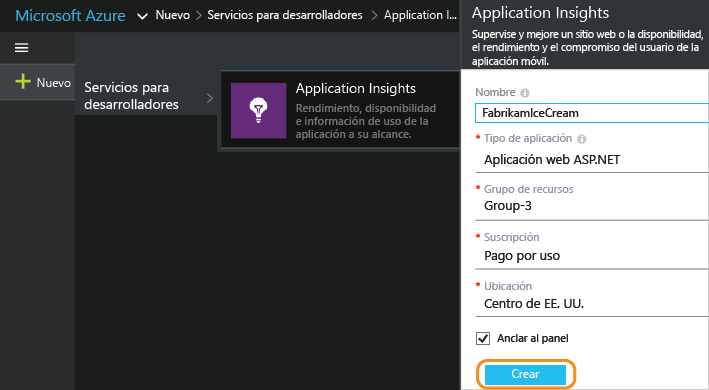 Microsoft Azure Nuevo > Servicios para desarrolladores > Application I...
Nuevo
Servicios para
desarrolladores
Application Insights
Rendimiento, disponibilidad
e información de uso de la
aplicación a su alcance.
Application Insights
Supervise y mejore un sitio web o la disponibilidad,
el rendimiento y el compromiso del usuario de la
aplicación móvil.
Nombre
FabrikamIceCream
* Tipo de aplicación
Aplicación web ASP.NET
* Grupo de recursos
Group-3
* Suscripción
Pago por uso
* Ubicación
Centro de EE. UU.
Anclar al panel
Crear